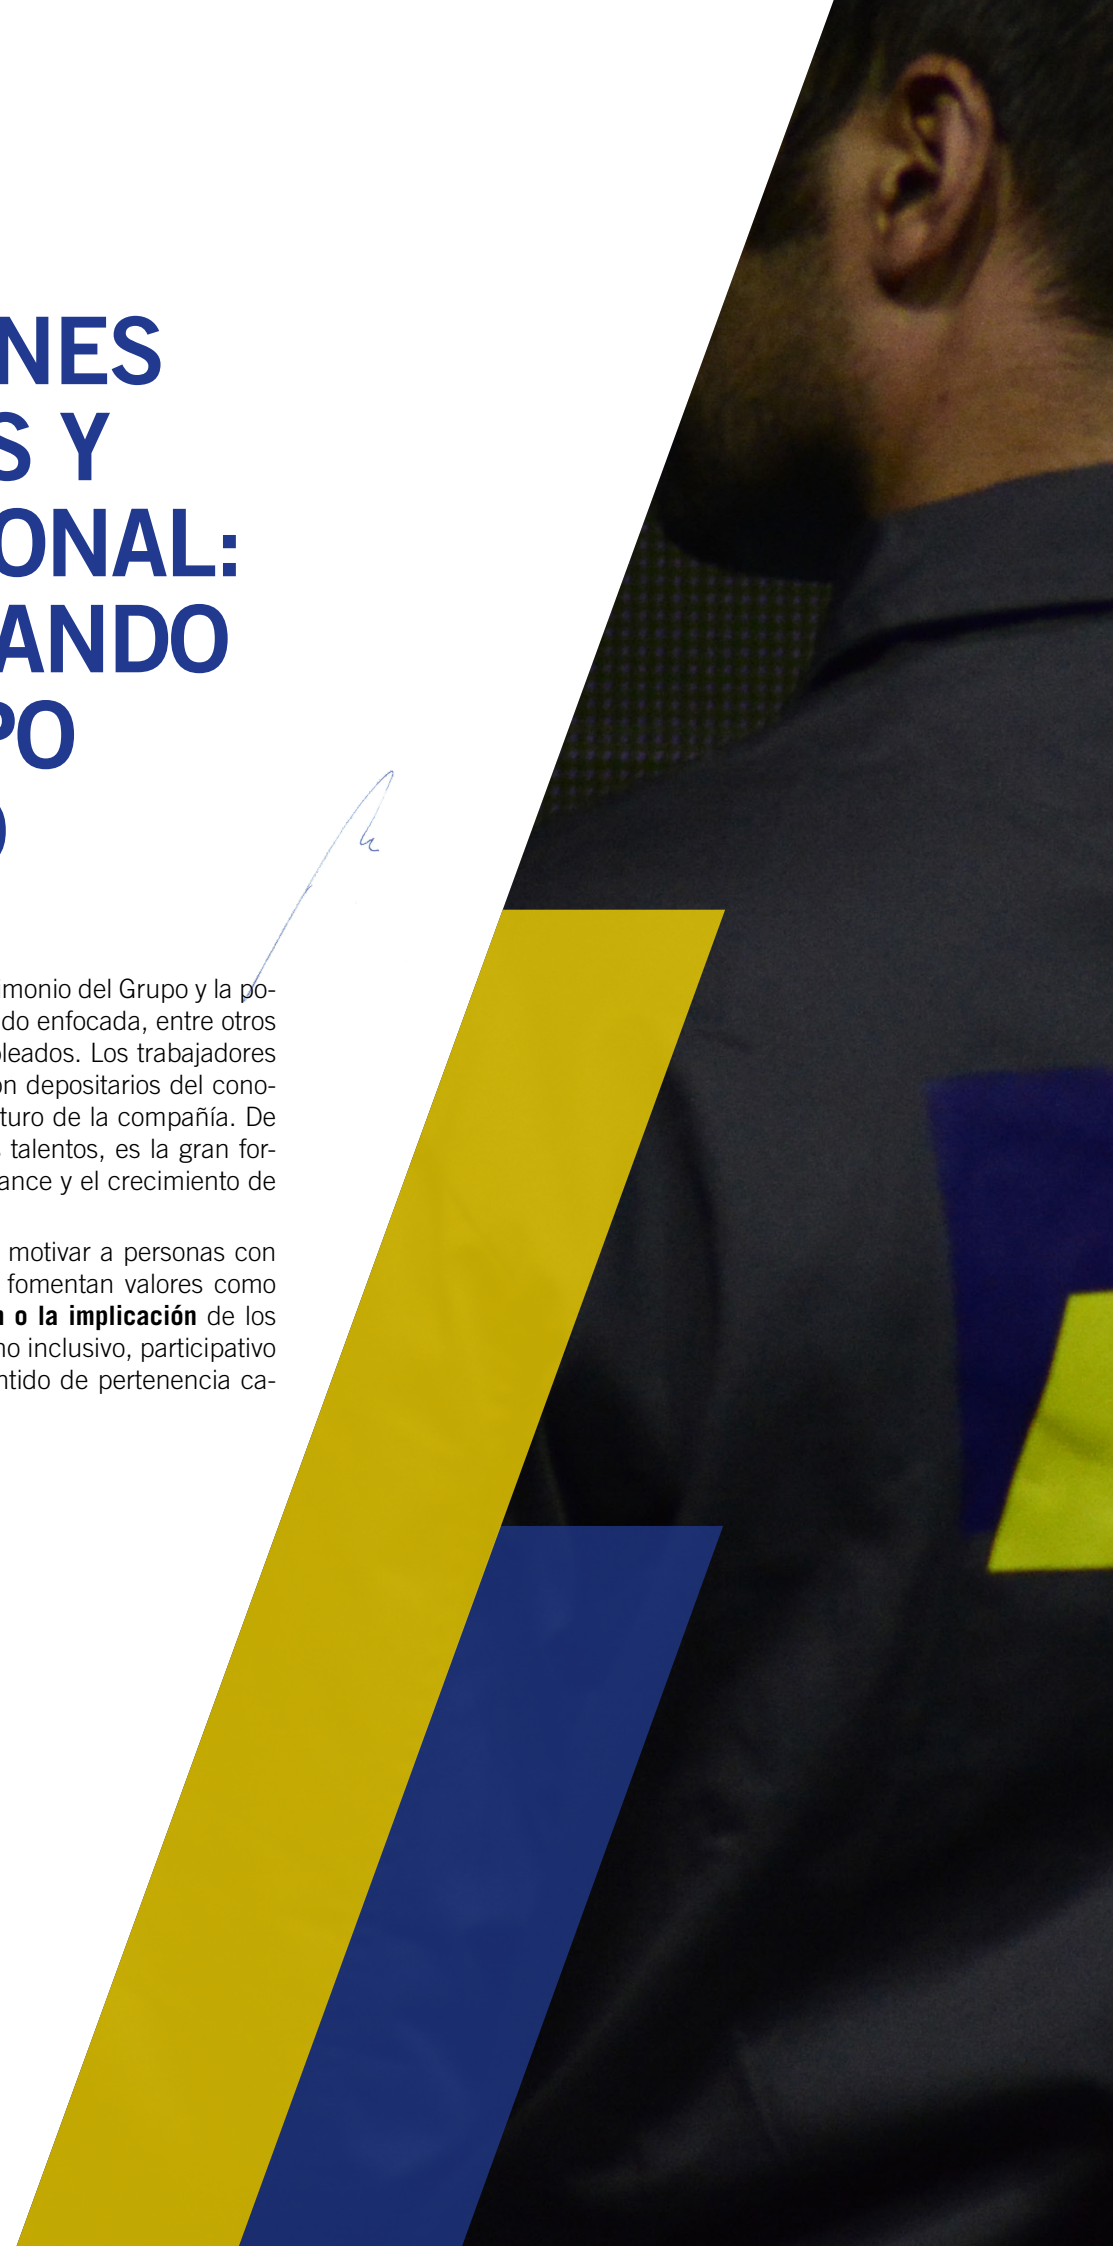 NES
S Y
ONAL:
ANDO
PO
O
imonio del Grupo y la po-
do enfocada, entre otros
leados. Los trabajadores
on depositarios del cono-
turo de la compañía. De
talentos, es la gran for-
ance y el crecimiento de
motivar a personas con
fomentan valores como
n o la implicación de los
no inclusivo, participativo
ntido de pertenencia ca-